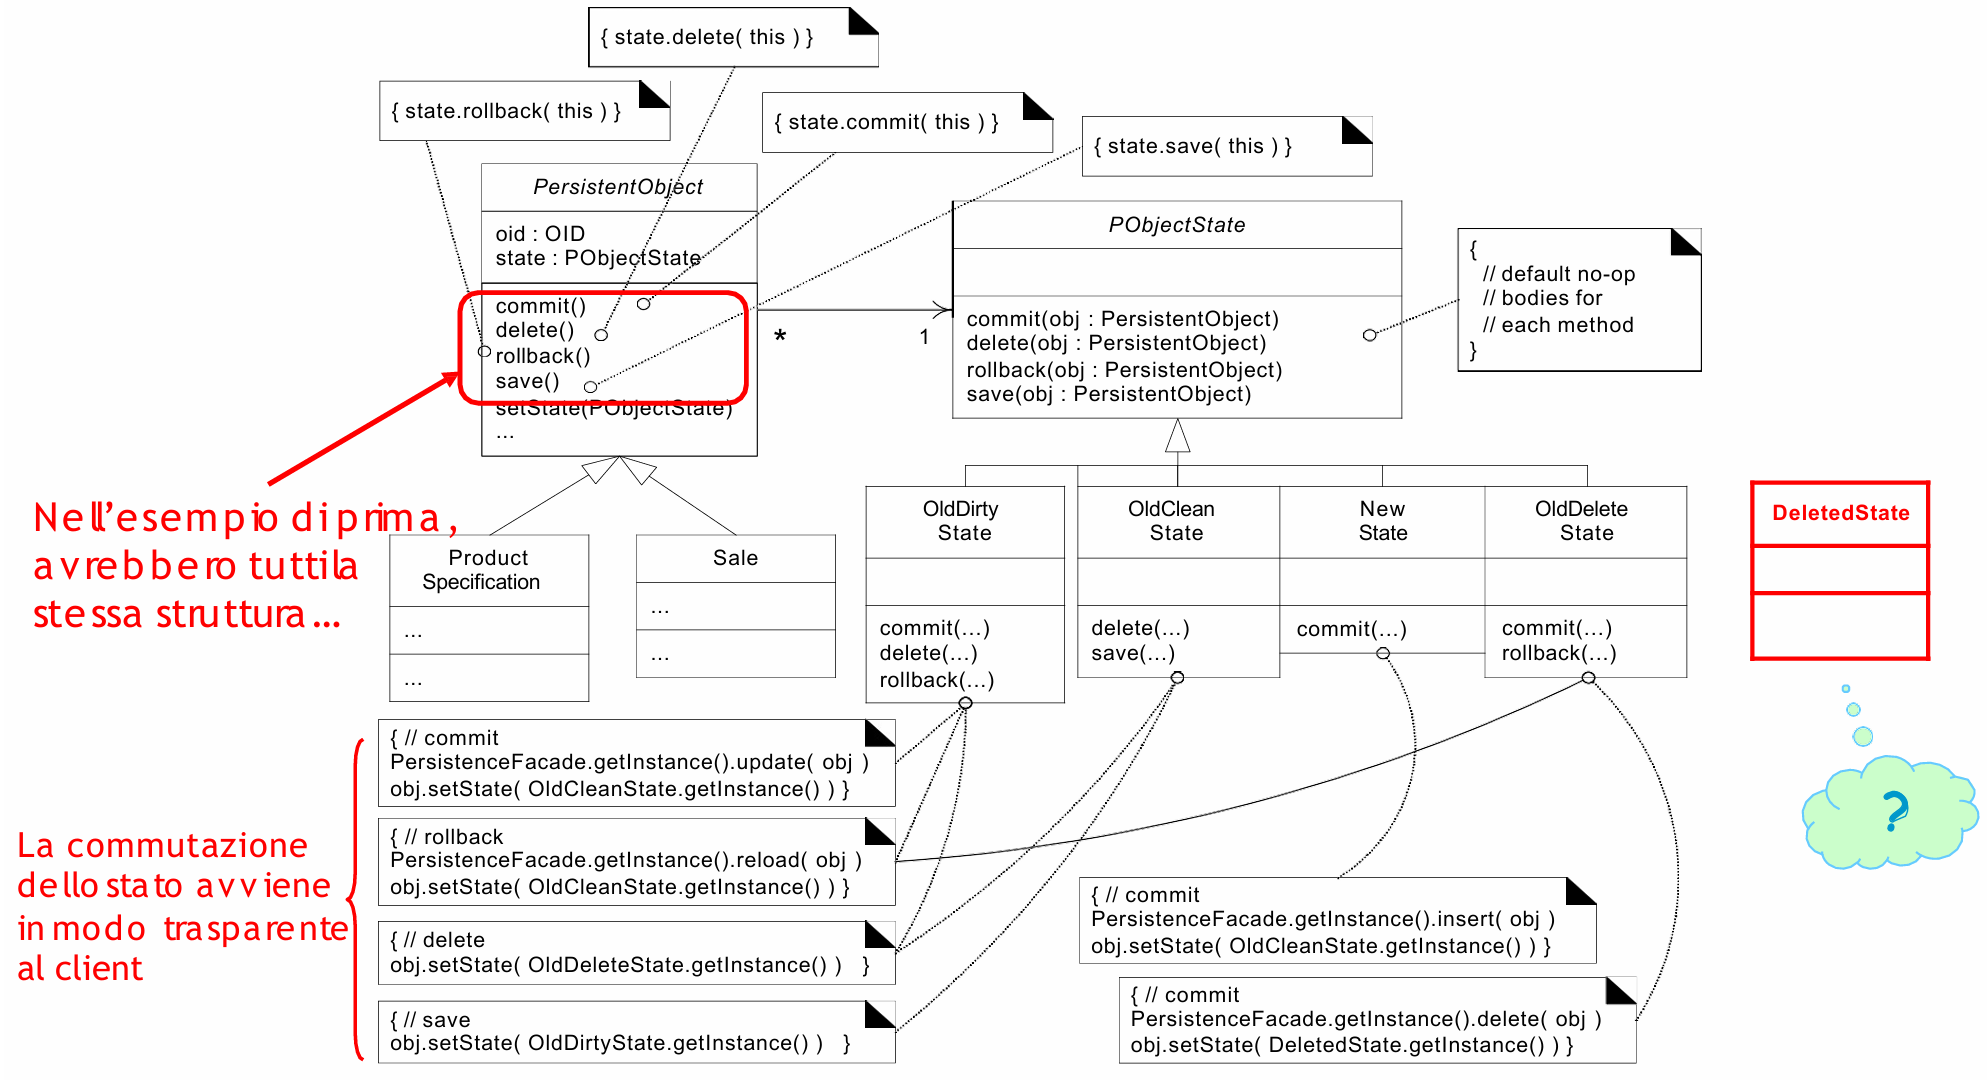 { state.delete( this ) }
{ state.rollback( this ) }
{ state.commit( this ) }
{ state.save( this ) }
PersistentObject
oid : OID
state : PObjectState
commit()
delete()
rollback()
save()
setState(PObjectState)
...
*
1
PObjectState
commit(obj : PersistentObject)
delete(obj : PersistentObject)
rollback(obj : PersistentObject)
save(obj : PersistentObject)
{
// default no-op
// bodies for
// each method
}
Nell'esempio di prima,
avrebbero tutti la
stessa struttura...
Product
Specification
...
...
Sale
...
...
OldDirty
State
commit(...)
delete(...)
rollback(...)
OldClean
State
delete(...)
save(...)
New
State
commit(...)
OldDelete
State
commit(...)
rollback(...)
DeletedState
?
La commutazione
dello stato avviene
in modo trasparente
al client
{ // commit
PersistenceFacade.getInstance().update( obj )
obj.setState( OldCleanState.getInstance() ) }
{ // rollback
PersistenceFacade.getInstance().reload( obj )
obj.setState( OldCleanState.getInstance() ) }
{ // delete
obj.setState( OldDeleteState.getInstance() ) }
{ // save
obj.setState( OldDirtyState.getInstance() ) }
{ // commit
PersistenceFacade.getInstance().insert( obj )
obj.setState( OldCleanState.getInstance() ) }
{ // commit
PersistenceFacade.getInstance().delete( obj )
obj.setState( DeletedState.getInstance() ) }